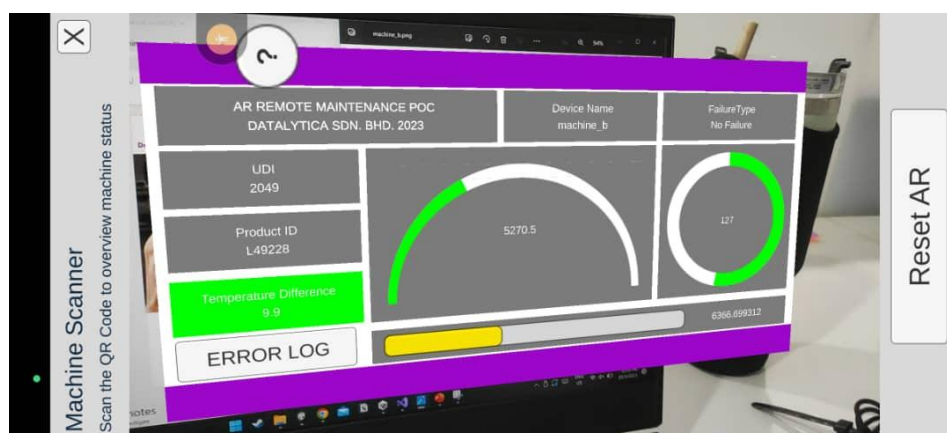 Machine Scanner
Scan the QR Code to overview machine status
X
machine_b.png
94%
?
AR REMOTE MAINTENANCE POC
DATALYTICA SDN. BHD. 2023
Device Name
machine_b
FailureType
No Failure
UDI
2049
Product ID
L49228
Temperature Difference
9.9
ERROR LOG
5270.5
127
6366.699312
Reset AR